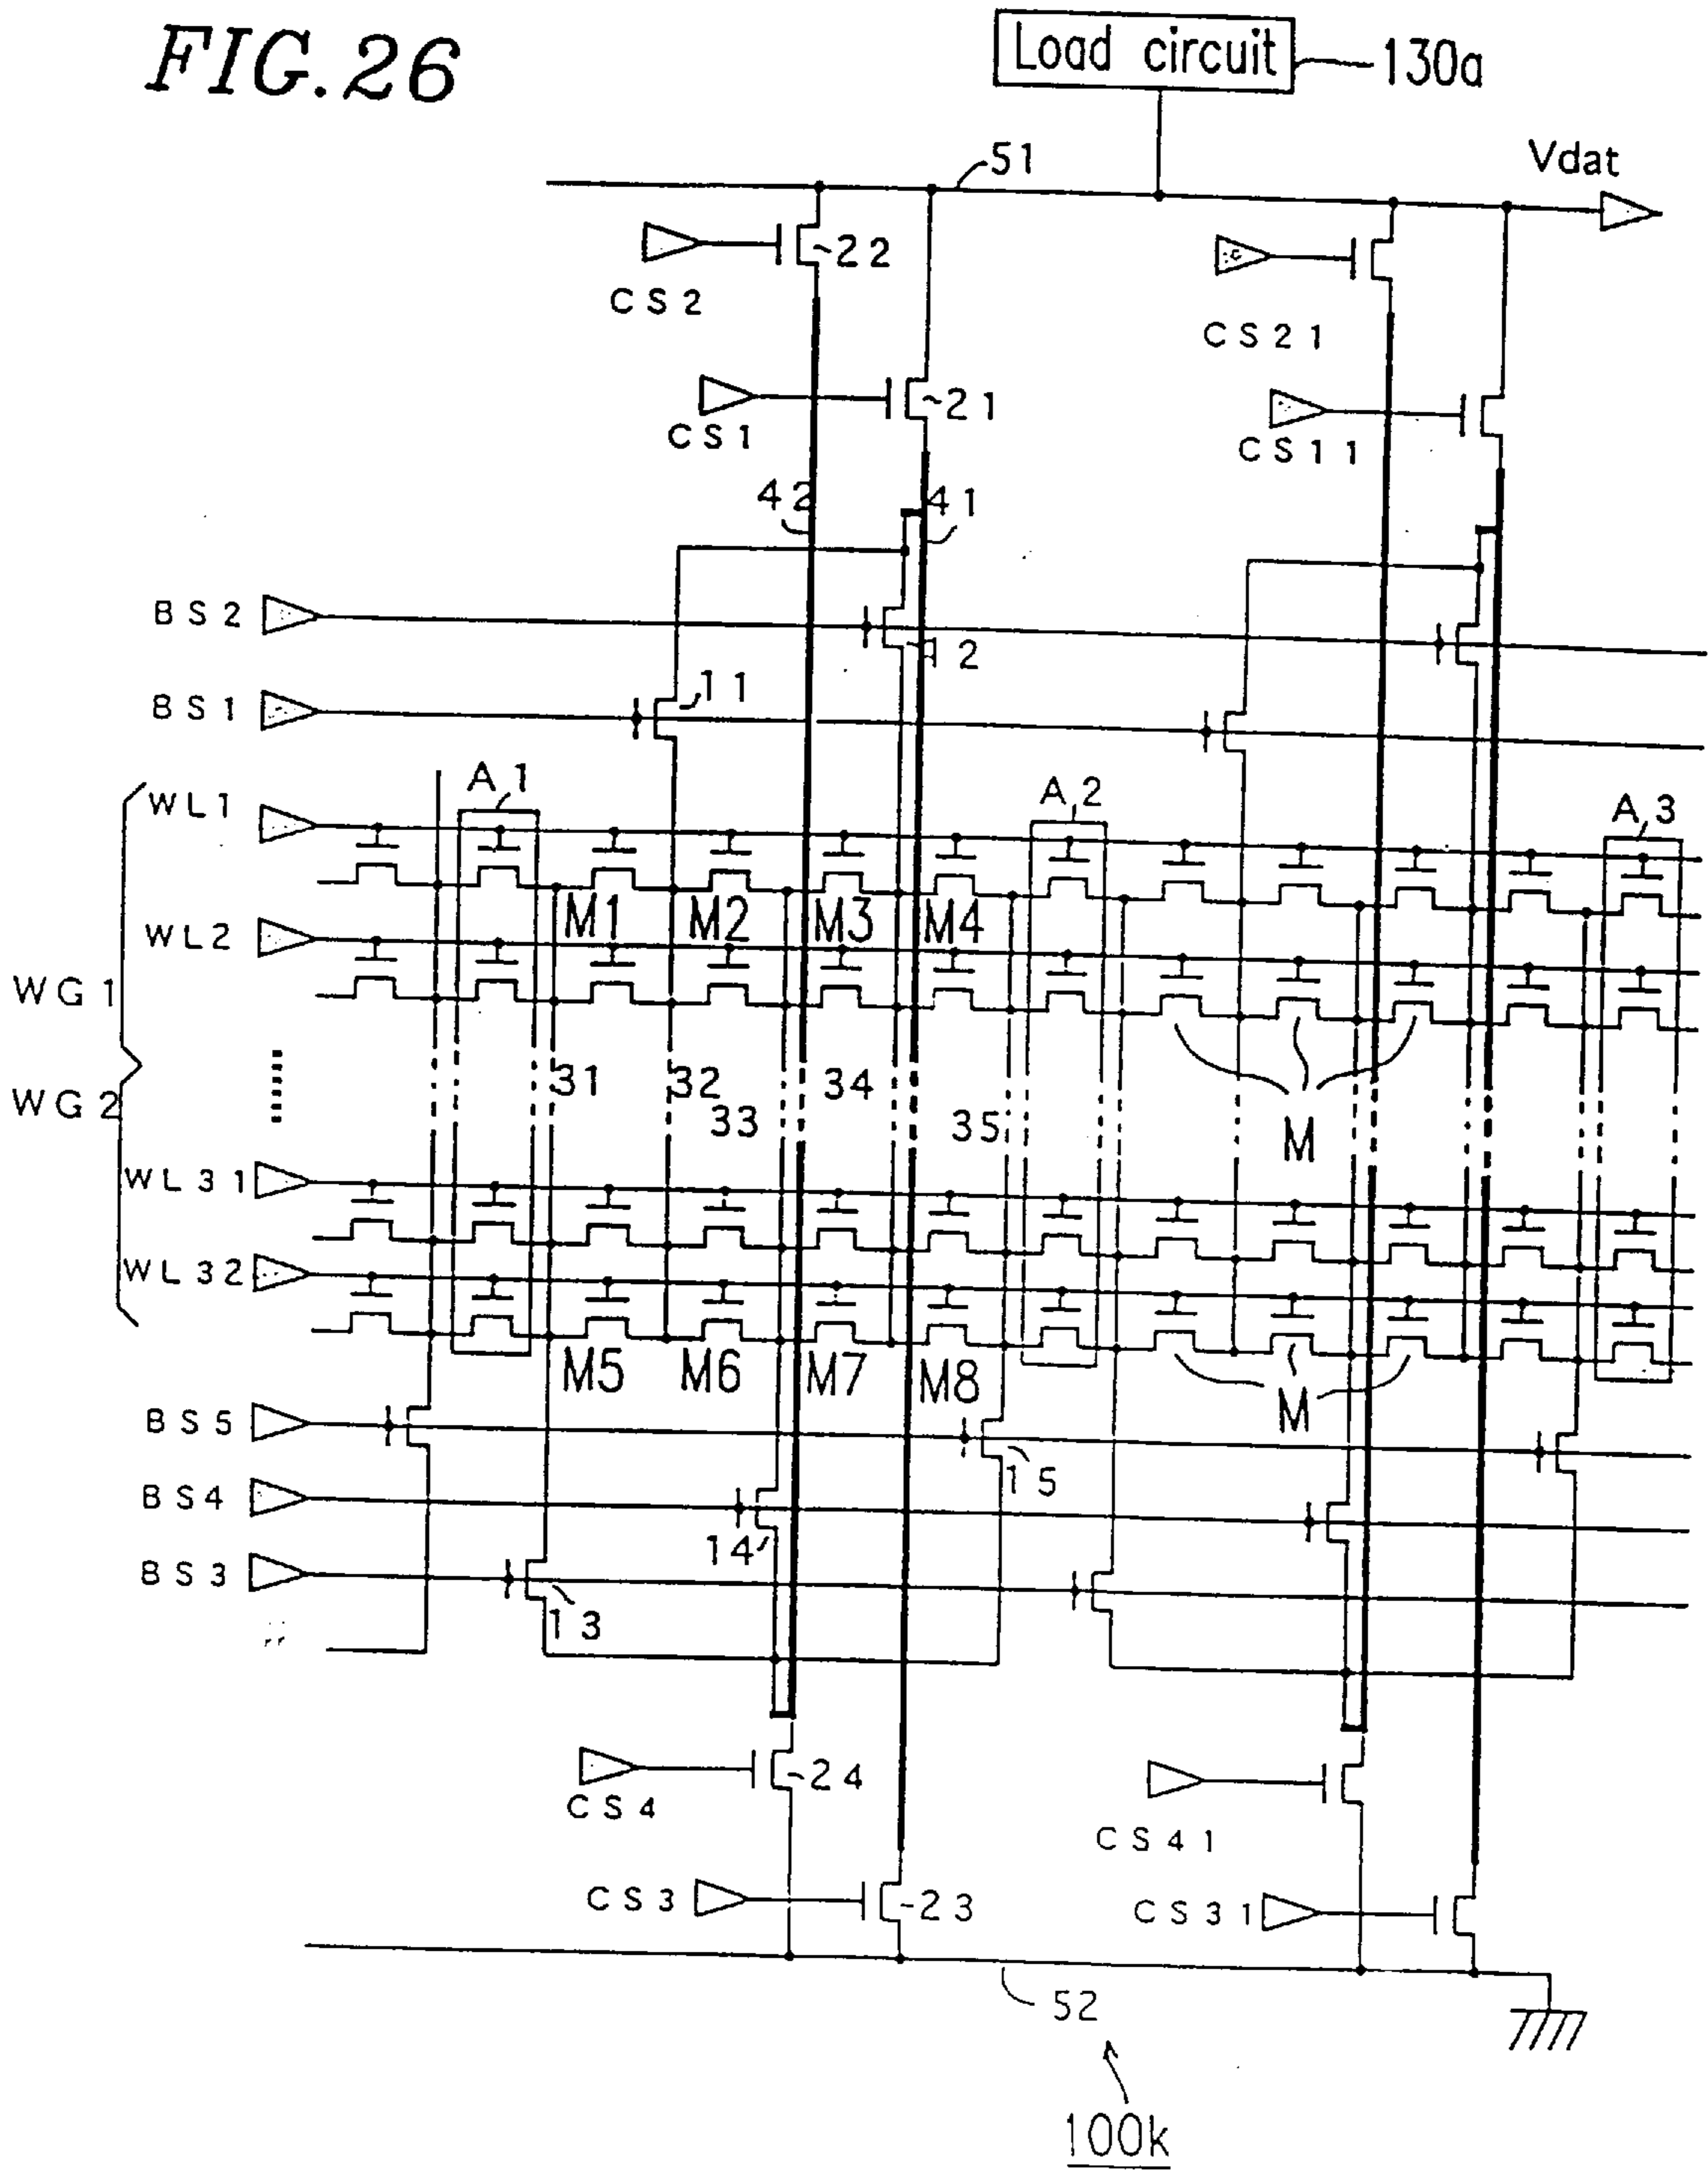 FIG.26
Load circuit
130a
51
Vdat
22
CS2
CS21
21
CS1
CS11
42
41
BS2
12
BS1
11
WL1
A1
A2
A3
M1 M2 M3 M4
WL2
WG1
31 32 33 34 35
M
WG2
WL31
WL32
M5 M6 M7 M8
M
BS5
15
BS4
14
BS3
13
24
CS4
CS41
CS3
23
CS31
52
100k